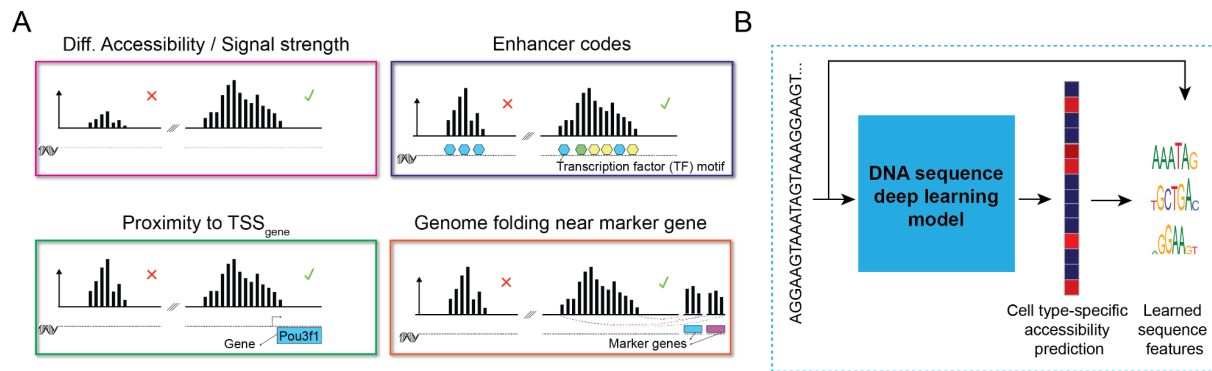 A
Diff. Accessibility / Signal strength
Enhancer codes
Transcription factor (TF) motif
Proximity to TSSgene
Gene
Pou3f1
Genome folding near marker gene
Marker genes
B
AGGAAGTAAATAGTAAAGGAAGT...
DNA sequence
deep learning
model
Cell type-specific
accessibility
prediction
AAATAG
TGCTGAC
AGGAAGT
Learned
sequence
features